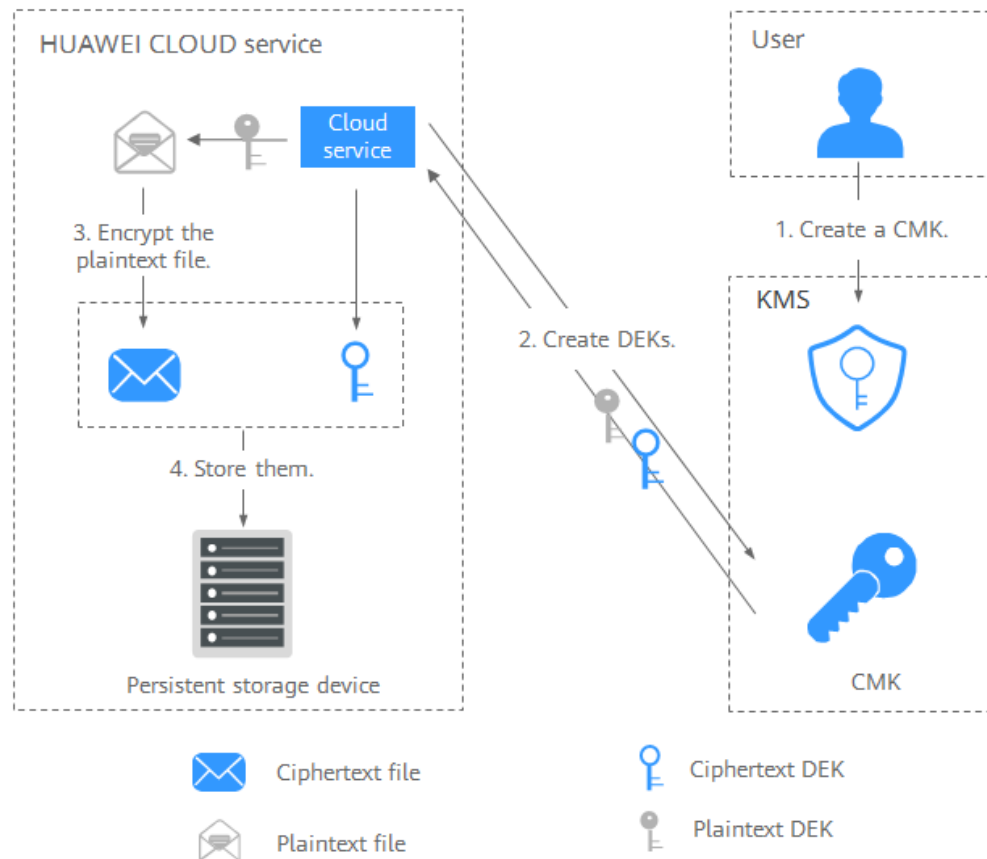 HUAWEI CLOUD service
User
Cloud
service
3. Encrypt the
plaintext file.
1. Create a CMK.
KMS
2. Create DEKs.
4. Store them.
Persistent storage device
CMK
Ciphertext file
Ciphertext DEK
Plaintext file
Plaintext DEK